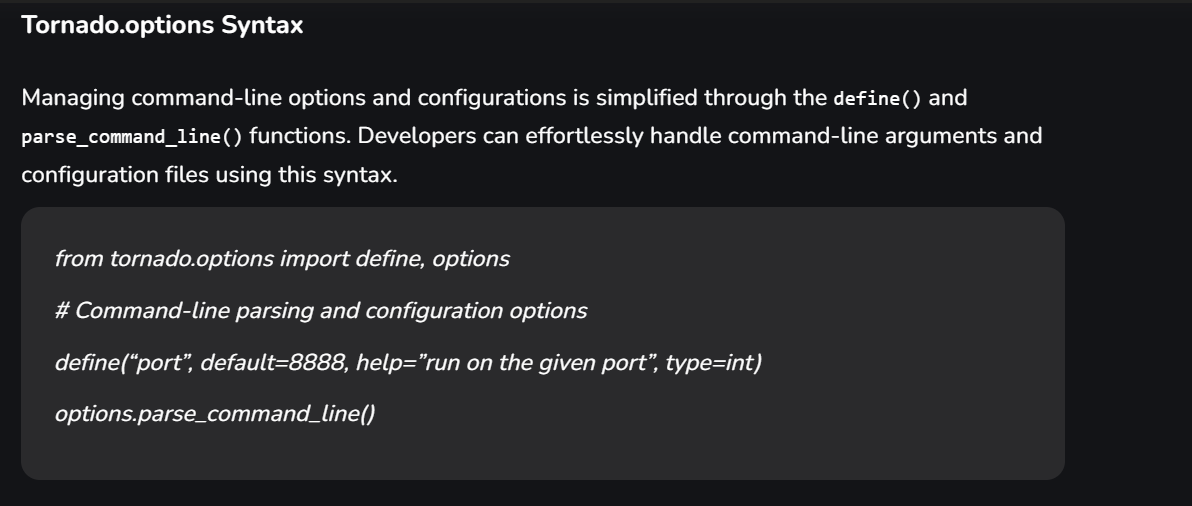 Tornado.options Syntax
Managing command-line options and configurations is simplified through the define() and
parse_command_line() functions. Developers can effortlessly handle command-line arguments and
configuration files using this syntax.
from tornado.options import define, options
# Command-line parsing and configuration options
define(“port”, default=8888, help=”run on the given port”, type=int)
options.parse_command_line()